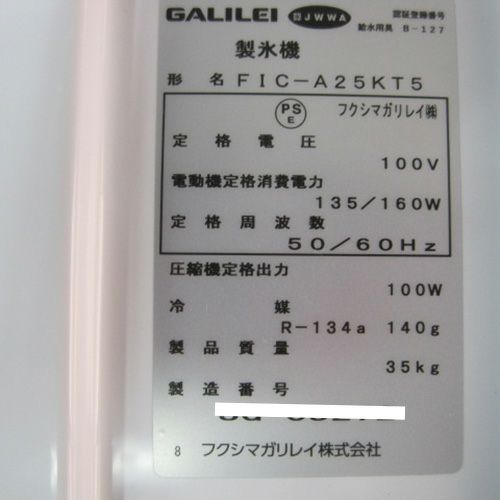 GALILEI JWWA 認証登録番号
給水用具 B-127
製氷機
形名 FIC-A25KT5
PS
E
フクシマガリレイ㈱
定格電圧
100V
電動機定格消費電力
135/160W
定格周波数
50/60Hz
圧縮機定格出力
100W
冷媒
R-134a 140g
製品質量
35kg
製造番号
8 フクシマガリレイ株式会社